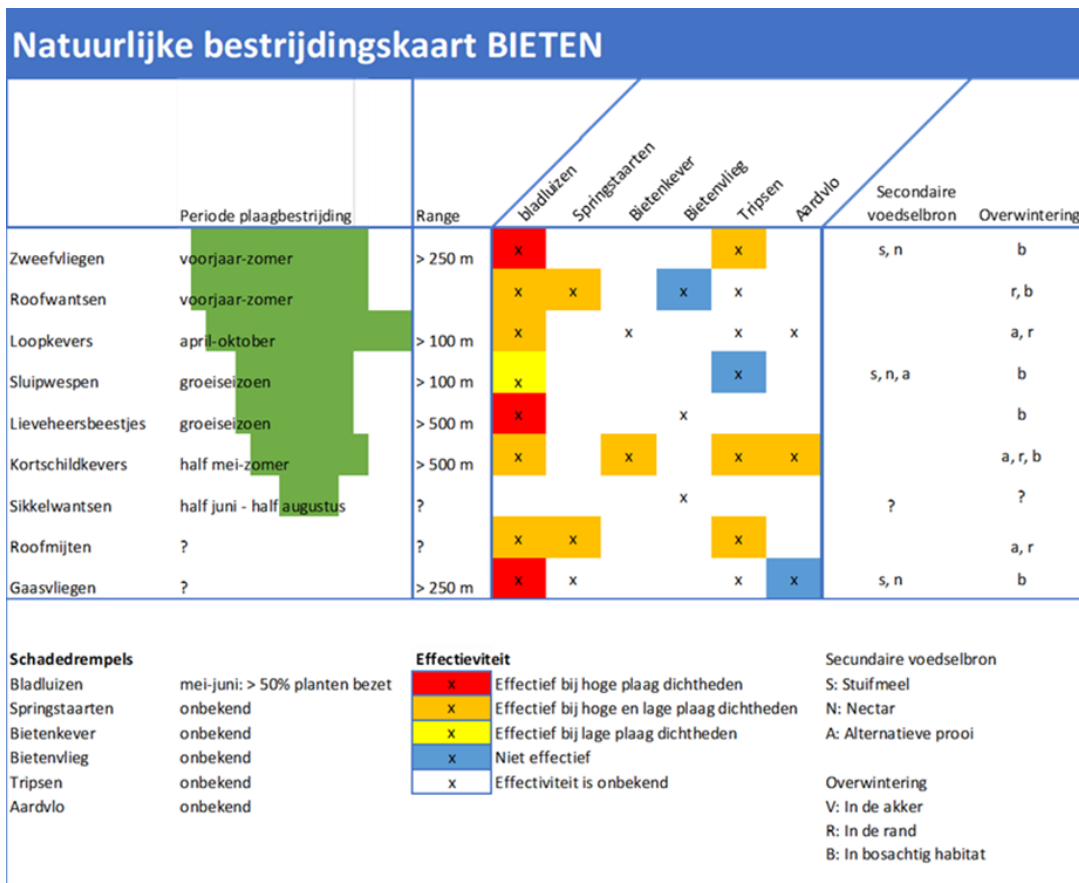 Natuurlijke bestrijdingskaart BIETEN
Periode plaagbestrijding Range bladluizen Springstaarten Bietenkever Bietenvlieg Tripsen Aardvlo Secondaire voedselbron Overwintering
Zweefvliegen voorjaar-zomer > 250 m x x s, n b
Roofwantsen voorjaar-zomer x x x x r, b
Loopkevers april-oktober > 100 m x x x x a, r
Sluipwespen groeiseizoen > 100 m x x s, n, a b
Lieveheersbeestjes groeiseizoen > 500 m x x b
Kortschildkevers half mei-zomer > 500 m x x x x a, r, b
Sikkelwantsen half juni - half augustus ? x ? ?
Roofmijten ? ? x x x a, r
Gaasvliegen ? > 250 m x x x x s, n b
Schadedrempels Effectieviteit Secundaire voedselbron
Bladluizen mei-juni: > 50% planten bezet x Effectief bij hoge plaag dichtheden S: Stuifmeel
Springstaarten onbekend x Effectief bij hoge en lage plaag dichtheden N: Nectar
Bietenkever onbekend x Effectief bij lage plaag dichtheden A: Alternatieve prooi
Bietenvlieg onbekend x Niet effectief
Tripsen onbekend x Effectiviteit is onbekend Overwintering
Aardvlo onbekend V: In de akker
R: In de rand
B: In bosachtig habitat